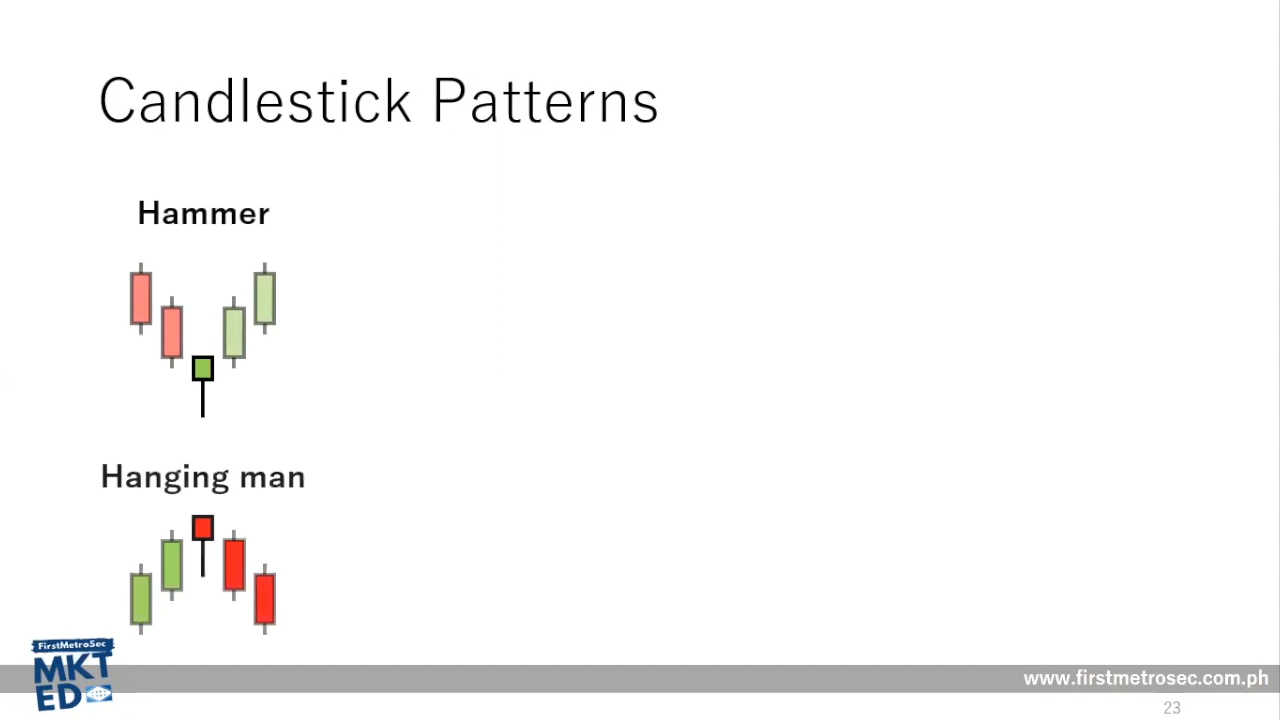 Candlestick Patterns
Hammer
Hanging man
FirstMetroSec
MKT
ED
www.firstmetrosec.com.ph
23